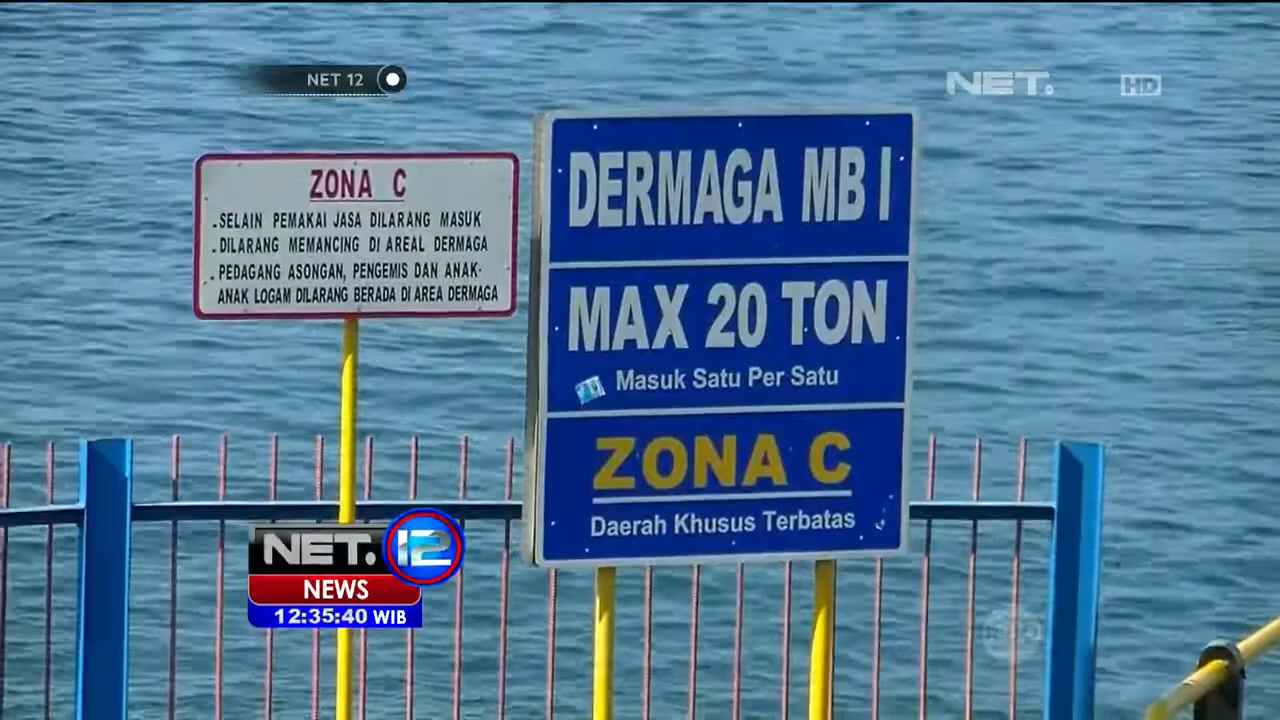 NET 12
NET.
HD
ZONA C
- SELAIN PEMAKAI JASA DILARANG MASUK
- DILARANG MEMANCING DI AREAL DERMAGA
- PEDAGANG ASONGAN, PENGEMIS DAN ANAK-
ANAK LOGAM DILARANG BERADA DI AREA DERMAGA
DERMAGA MB I
MAX 20 TON
Masuk Satu Per Satu
ZONA C
Daerah Khusus Terbatas
NET. 12
NEWS
12:35:40 WIB